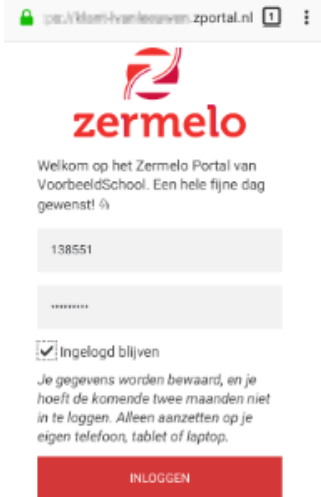 .zportal.nl 1
zermelo
Welkom op het Zermelo Portal van
VoorbeeldSchool. Een hele fijne dag
gewenst!
138551
Ingelogd blijven
Je gegevens worden bewaard, en je
hoeft de komende twee maanden niet
in te loggen. Alleen aanzetten op je
eigen telefoon, tablet of laptop.
INLOGGEN